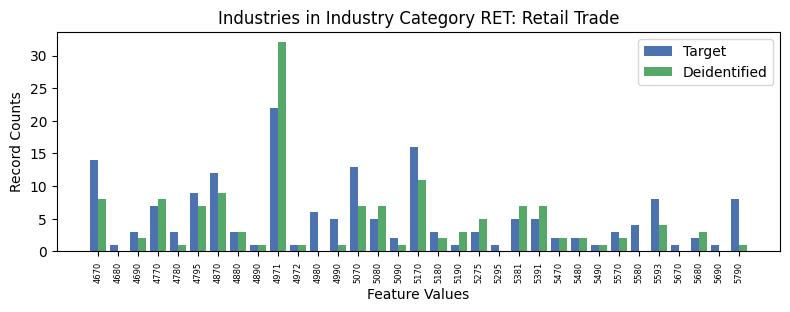 Industries in Industry Category RET: Retail Trade
Target
Deidentified
Record Counts
30
25
20
15
10
5
0
4670 4680 4690 4770 4780 4795 4870 4880 4890 4971 4972 4980 4990 5070 5080 5090 5170 5180 5190 5275 5295 5381 5391 5470 5480 5490 5570 5580 5593 5670 5680 5690 5790
Feature Values